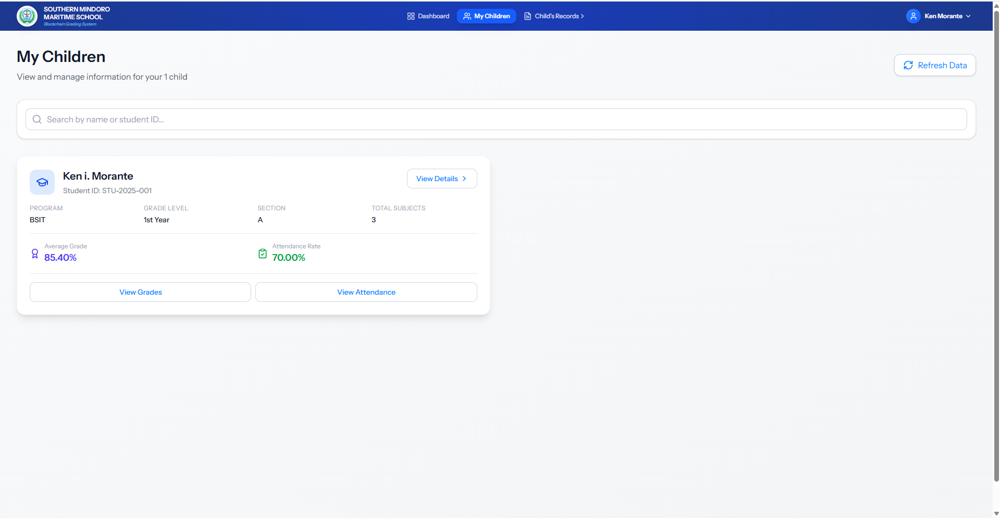 SOUTHERN MINDORO
MARITIME SCHOOL
Blockchain Grading System
Dashboard
My Children
Child's Records
Ken Morante
My Children
View and manage information for your 1 child
Refresh Data
Search by name or student ID...
Ken i. Morante
Student ID: STU-2025-001
View Details
PROGRAM GRADE LEVEL SECTION TOTAL SUBJECTS
BSIT 1st Year A 3
Average Grade
85.40%
Attendance Rate
70.00%
View Grades
View Attendance